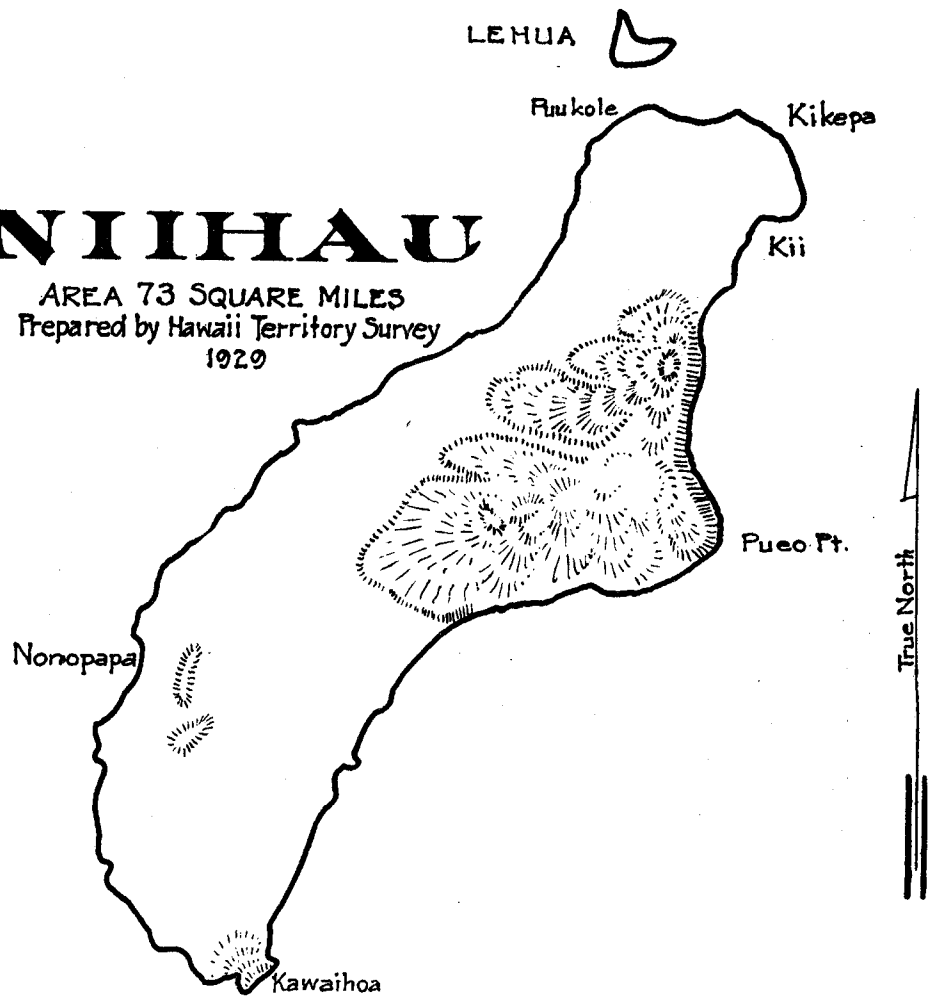 LEHUA
Puukole
Kikepa
NIIHAU
Kii
AREA 73 SQUARE MILES
Prepared by Hawaii Territory Survey
1929
Pueo Pt.
True North
Nonopapa
Kawaihoa